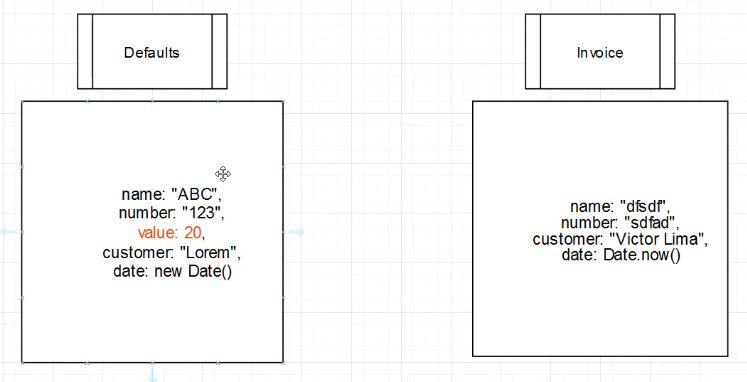 Defaults
name: "ABC",
number: "123",
value: 20,
customer: "Lorem",
date: new Date()
Invoice
name: "dfsdf",
number: "sdfad",
customer: "Victor Lima",
date: Date.now()